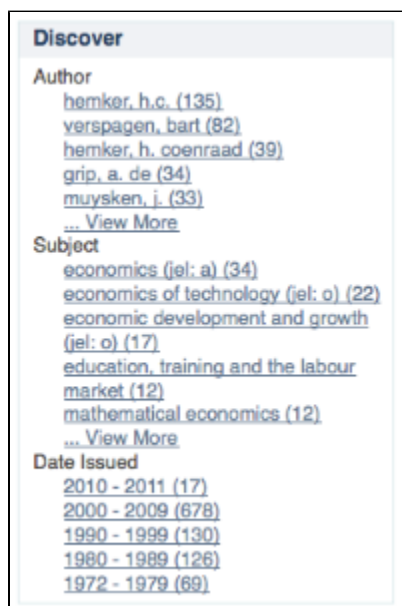 Discover
Author
hemker, h.c. (135)
verspagen, bart (82)
hemker, h. coenraad (39)
grip, a. de (34)
muysken, j. (33)
... View More
Subject
economics (jel: a) (34)
economics of technology (jel: o) (22)
economic development and growth
(jel: o) (17)
education, training and the labour
market (12)
mathematical economics (12)
... View More
Date Issued
2010 - 2011 (17)
2000 - 2009 (678)
1990 - 1999 (130)
1980 - 1989 (126)
1972 - 1979 (69)